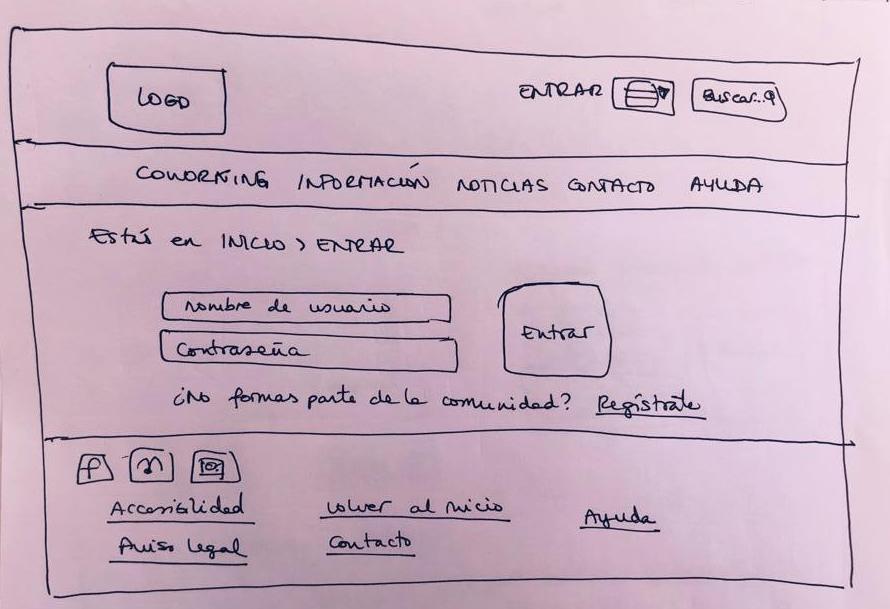 LOGO
ENTRAR Buscar...
COWORKING INFORMACIÓN NOTICIAS CONTACTO AYUDA
Estás en INICIO > ENTRAR
nombre de usuario
Contraseña
Entrar
¿No formas parte de la comunidad? Regístrate
Accesibilidad Volver al inicio Ayuda
Aviso Legal Contacto